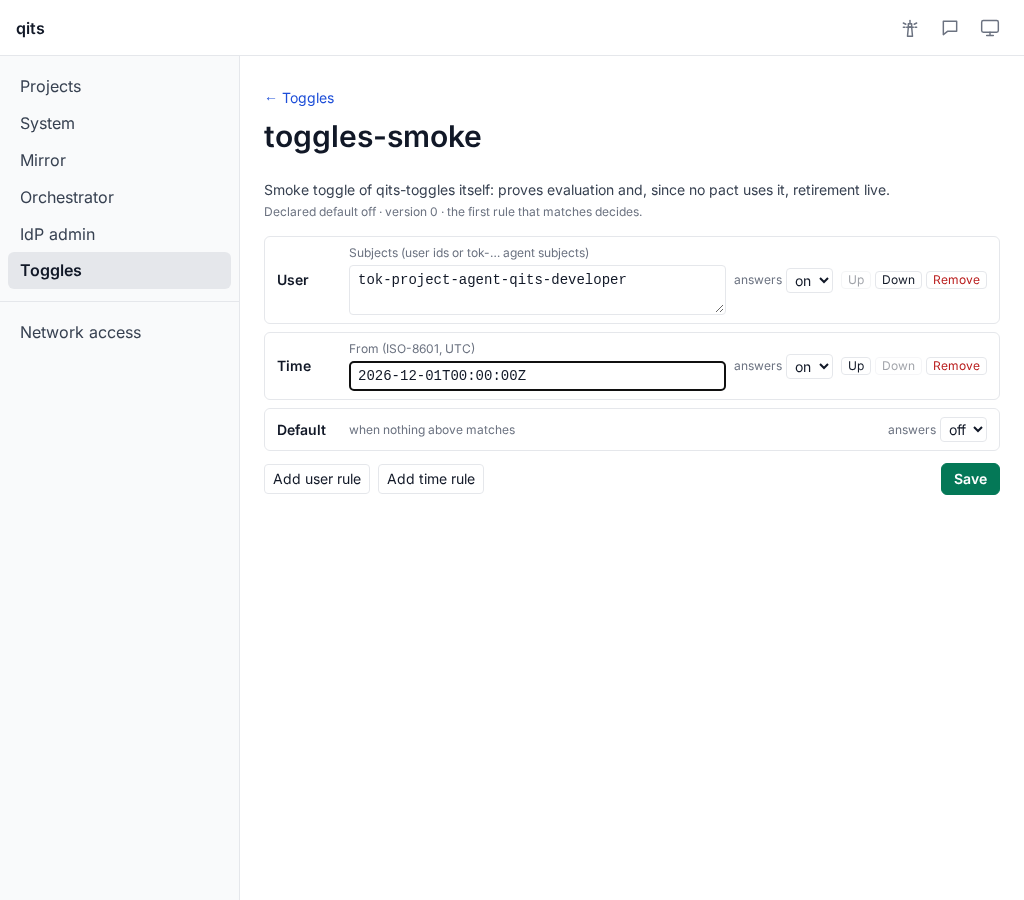 qits
Projects
System
Mirror
Orchestrator
IdP admin
Toggles
Network access
← Toggles
toggles-smoke
Smoke toggle of qits-toggles itself: proves evaluation and, since no pact uses it, retirement live.
Declared default off · version 0 · the first rule that matches decides.
Subjects (user ids or tok-… agent subjects)
User tok-project-agent-qits-developer answers on Up Down Remove
From (ISO-8601, UTC)
Time 2026-12-01T00:00:00Z answers on Up Down Remove
Default when nothing above matches answers off
Add user rule Add time rule Save